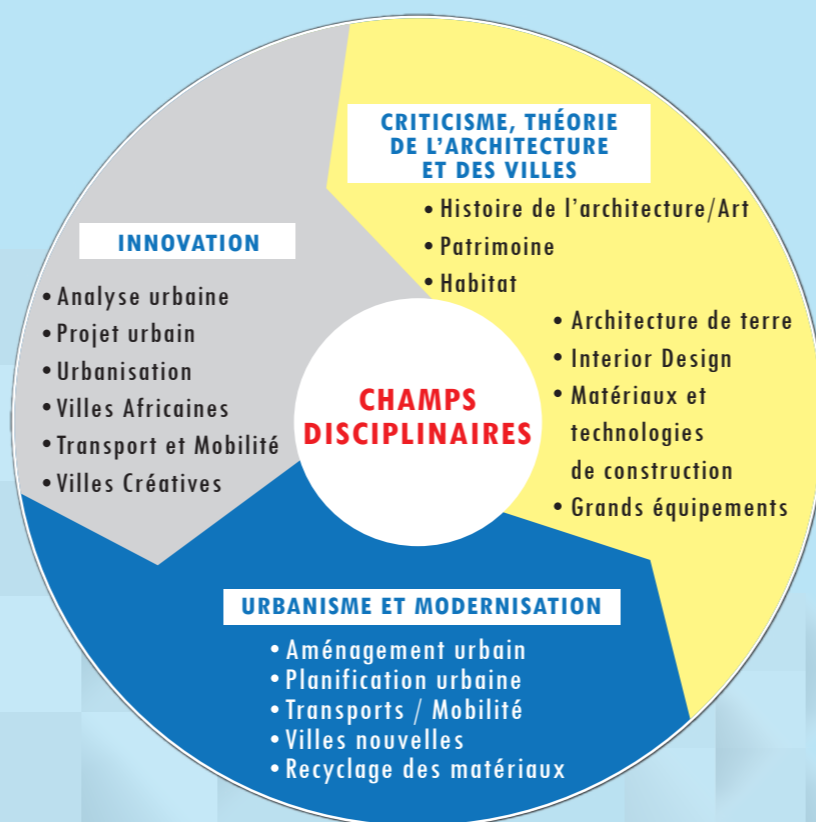 CRITICISME, THÉORIE
DE L'ARCHITECTURE
ET DES VILLES
• Histoire de l'architecture/Art
• Patrimoine
• Habitat
• Architecture de terre
• Interior Design
• Matériaux et
technologies
de construction
• Grands équipements
INNOVATION
• Analyse urbaine
• Projet urbain
• Urbanisation
• Villes Africaines
• Transport et Mobilité
• Villes Créatives
CHAMPS
DISCIPLINAIRES
URBANISME ET MODERNISATION
• Aménagement urbain
• Planification urbaine
• Transports / Mobilité
• Villes nouvelles
• Recyclage des matériaux